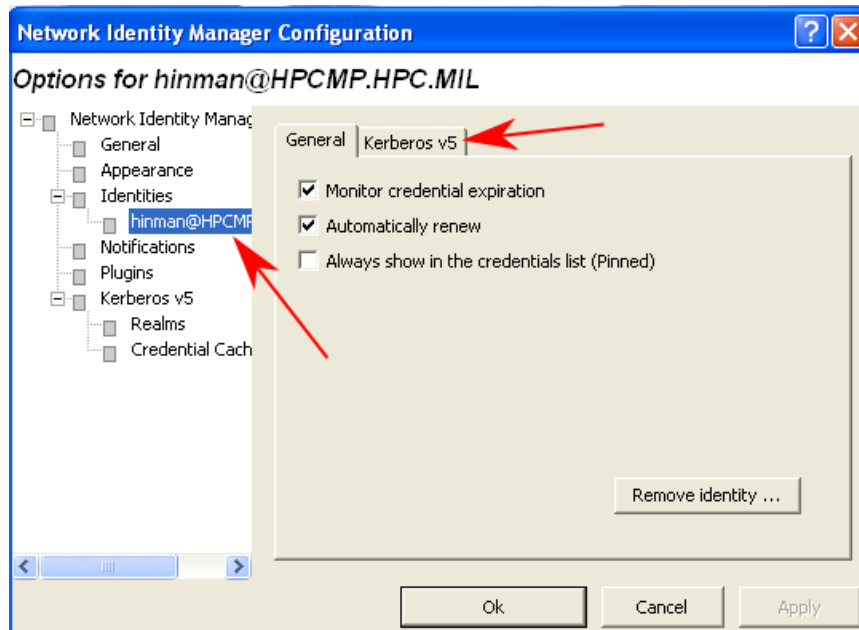 Network Identity Manager Configuration
Options for hinman@HPCMP.HPC.MIL
Network Identity Manag
General
Appearance
Identities
hinman@HPCMP
Notifications
Plugins
Kerberos v5
Realms
Credential Cach
General
Kerberos v5
Monitor credential expiration
Automatically renew
Always show in the credentials list (Pinned)
Remove identity ...
Ok
Cancel
Apply